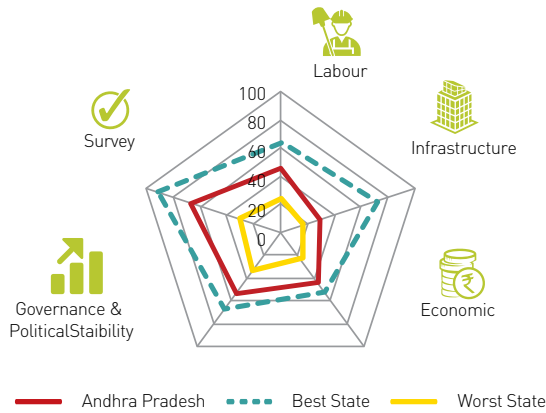 Labour
100
80
60
40
20
0
Survey
Infrastructure
Governance &
PoliticalStaibility
Economic
Andhra Pradesh
Best State
Worst State